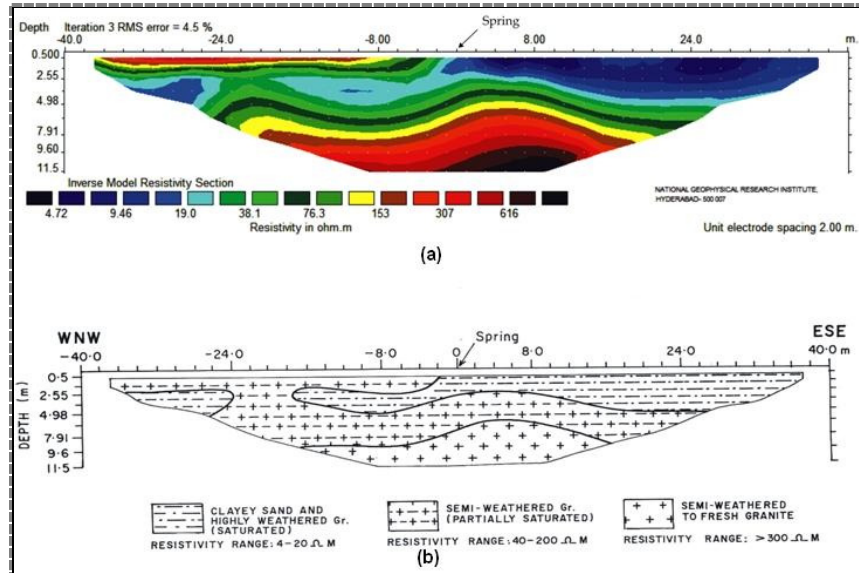 Depth Iteration 3 RMS error = 4.5 % Spring
-40.0 -24.0 -8.00 8.00 24.0 m.
0.500
2.55
4.98
7.91
9.60
11.5
Inverse Model Resistivity Section
4.72 9.46 19.0 38.1 76.3 153 307 616
Resistivity in ohm.m
NATIONAL GEOPHYSICAL RESEARCH INSTITUTE,
HYDERABAD- 500 007
Unit electrode spacing 2.00 m.
(a)
WNW Spring ESE
-40·0 -24·0 -8·0 0 8·0 24·0 40·0 m
0·5
2·55
4·98
7·91
9·6
11·5
DEPTH (m)
CLAYEY SAND AND
HIGHLY WEATHERED Gr.
(SATURATED)
RESISTIVITY RANGE: 4-20 Ω M
SEMI-WEATHERED Gr.
(PARTIALLY SATURATED)
RESISTIVITY RANGE: 40-200 Ω M
SEMI-WEATHERED
TO FRESH GRANITE
RESISTIVITY RANGE: >300 Ω M
(b)